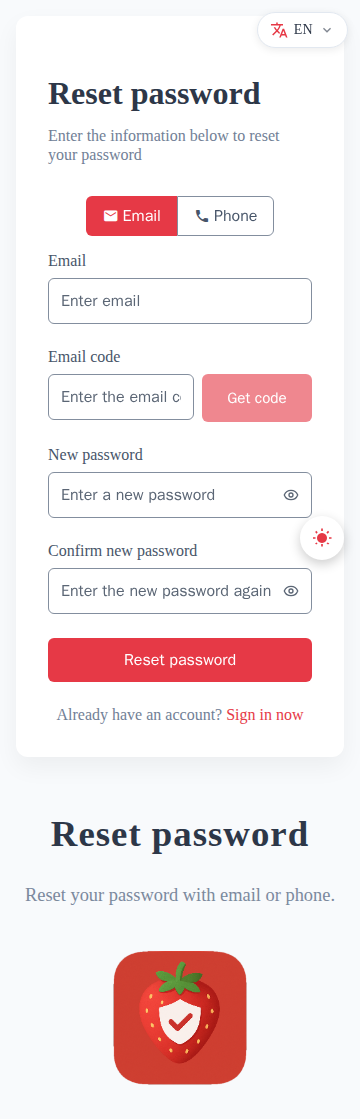 EN
Reset password
Enter the information below to reset
your password
Email
Phone
Email
Enter email
Email code
Enter the email c
Get code
New password
Enter a new password
Confirm new password
Enter the new password again
Reset password
Already have an account? Sign in now
Reset password
Reset your password with email or phone.